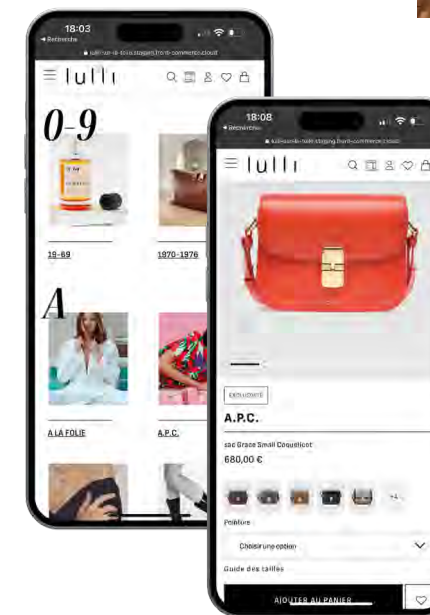 18:03
◀ Recherche
lulli
0-9
19-69
1970-1976
A
A LA FOLIE
A.P.C.
18:08
◀ Recherche
lulli
EXCLUSIVITÉ
A.P.C.
sac Grace Small Coquelicot
680,00 €
+4
Pointure
Choisir une option
Guide des tailles
AJOUTER AU PANIER